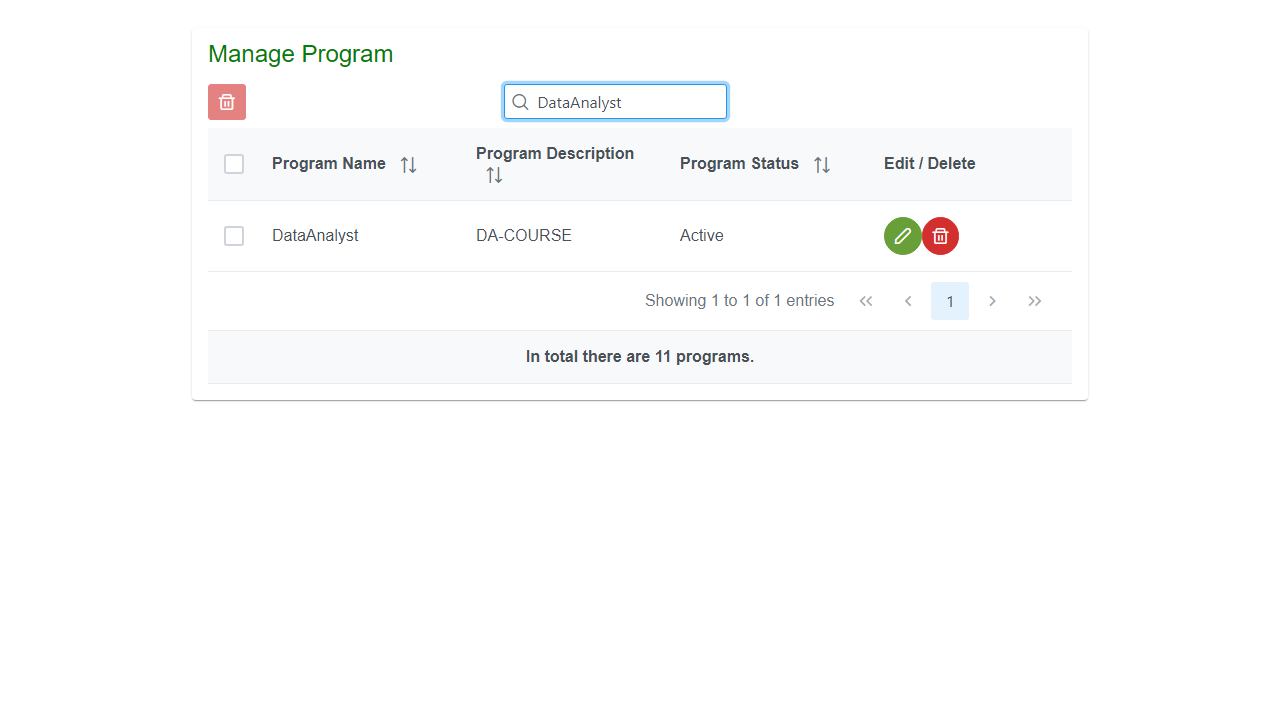 Manage Program
DataAnalyst
Program Name
Program Description
Program Status
Edit / Delete
DataAnalyst
DA-COURSE
Active
Showing 1 to 1 of 1 entries
1
In total there are 11 programs.